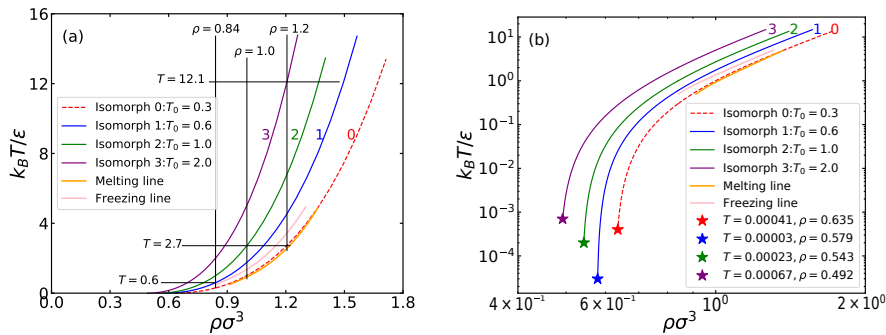 (a)
ρ = 0.84
ρ = 1.0
ρ = 1.2
T = 12.1
T = 2.7
T = 0.6
Isomorph 0:T₀ = 0.3
Isomorph 1:T₀ = 0.6
Isomorph 2:T₀ = 1.0
Isomorph 3:T₀ = 2.0
Melting line
Freezing line
3
2
1
0
16
12
8
4
0
0.0
0.3
0.6
0.9
1.2
1.5
1.8
k_BT/ε
ρσ³
(b)
3
2
1
0
Isomorph 0:T₀ = 0.3
Isomorph 1:T₀ = 0.6
Isomorph 2:T₀ = 1.0
Isomorph 3:T₀ = 2.0
Melting line
Freezing line
T = 0.00041, ρ = 0.635
T = 0.00003, ρ = 0.579
T = 0.00023, ρ = 0.543
T = 0.00067, ρ = 0.492
10¹
10⁰
10⁻¹
10⁻²
10⁻³
10⁻⁴
4 × 10⁻¹
6 × 10⁻¹
10⁰
2 × 10⁰
k_BT/ε
ρσ³